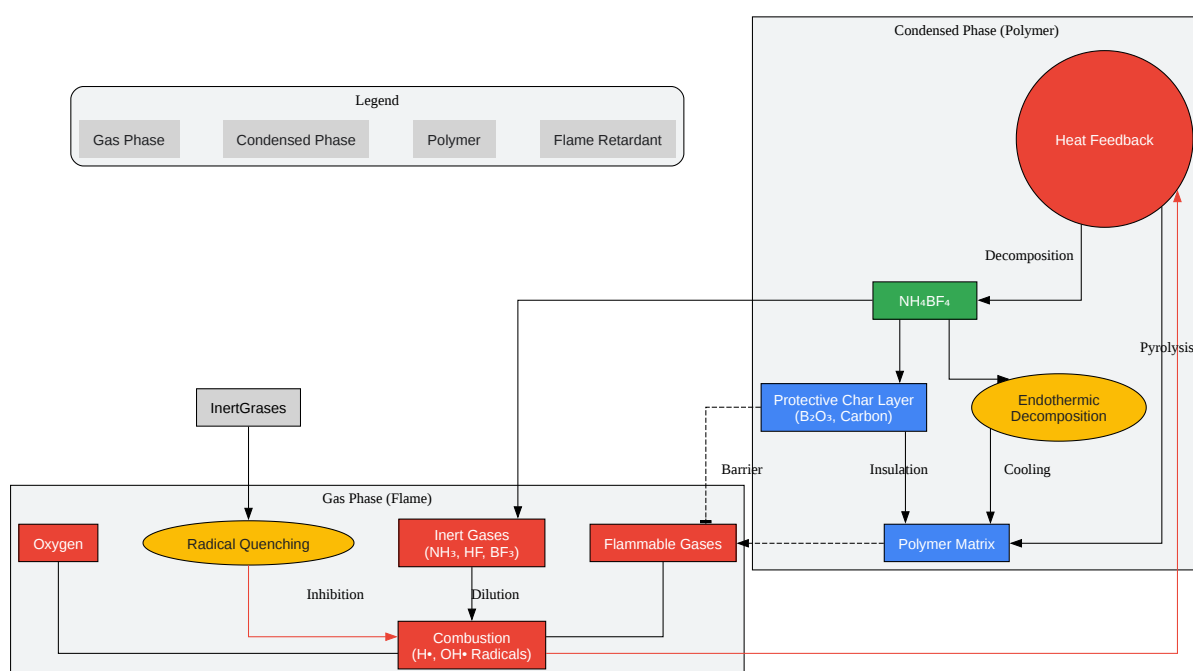 Condensed Phase (Polymer)
Legend
Gas Phase
Condensed Phase
Polymer
Flame Retardant
Heat Feedback
Decomposition
NH₄BF₄
Pyrolysis
InertGrases
Protective Char Layer
(B₂O₃, Carbon)
Endothermic
Decomposition
Barrier
Insulation
Cooling
Gas Phase (Flame)
Oxygen
Radical Quenching
Inert Gases
(NH₃, HF, BF₃)
Flammable Gases
Polymer Matrix
Inhibition
Dilution
Combustion
(H•, OH• Radicals)